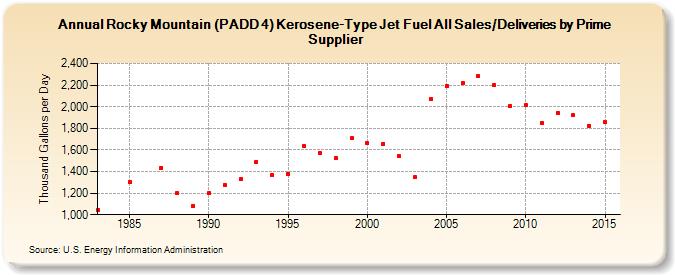 Annual Rocky Mountain (PADD 4) Kerosene-Type Jet Fuel All Sales/Deliveries by Prime
Supplier
Thousand Gallons per Day
2,400
2,200
2,000
1,800
1,600
1,400
1,200
1,000
1985 1990 1995 2000 2005 2010 2015
Source: U.S. Energy Information Administration